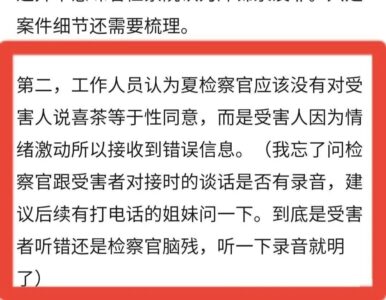 案件细节还需要梳理。
第二，工作人员认为夏检察官应该没有对受
害人说喜茶等于性同意，而是受害人因为情
绪激动所以接收到错误信息。（我忘了问检
察官跟受害者对接时的谈话是否有录音，建
议后续有打电话的姐妹问一下。到底是受害
者听错还是检察官脑残，听一下录音就明
了）